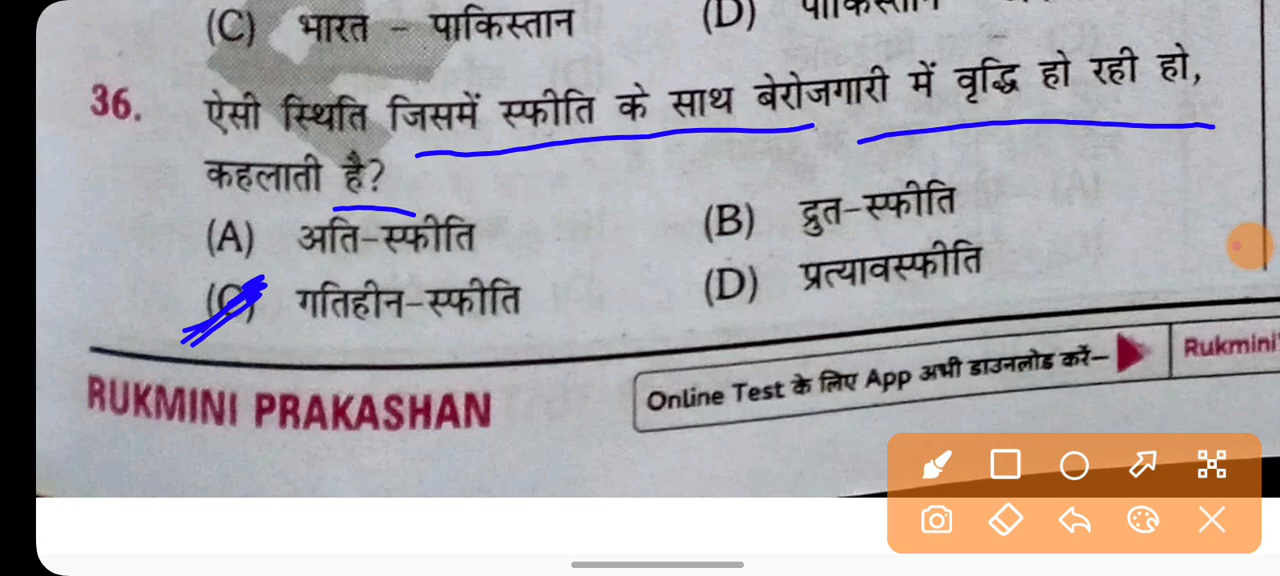 (C) भारत - पाकिस्तान (D)
36. ऐसी स्थिति जिसमें स्फीति के साथ बेरोजगारी में वृद्धि हो रही हो,
कहलाती है?
(A) अति-स्फीति (B) द्रुत-स्फीति
(C) गतिहीन-स्फीति (D) प्रत्यावस्फीति
RUKMINI PRAKASHAN Online Test के लिए App अभी डाउनलोड करें- Rukmini